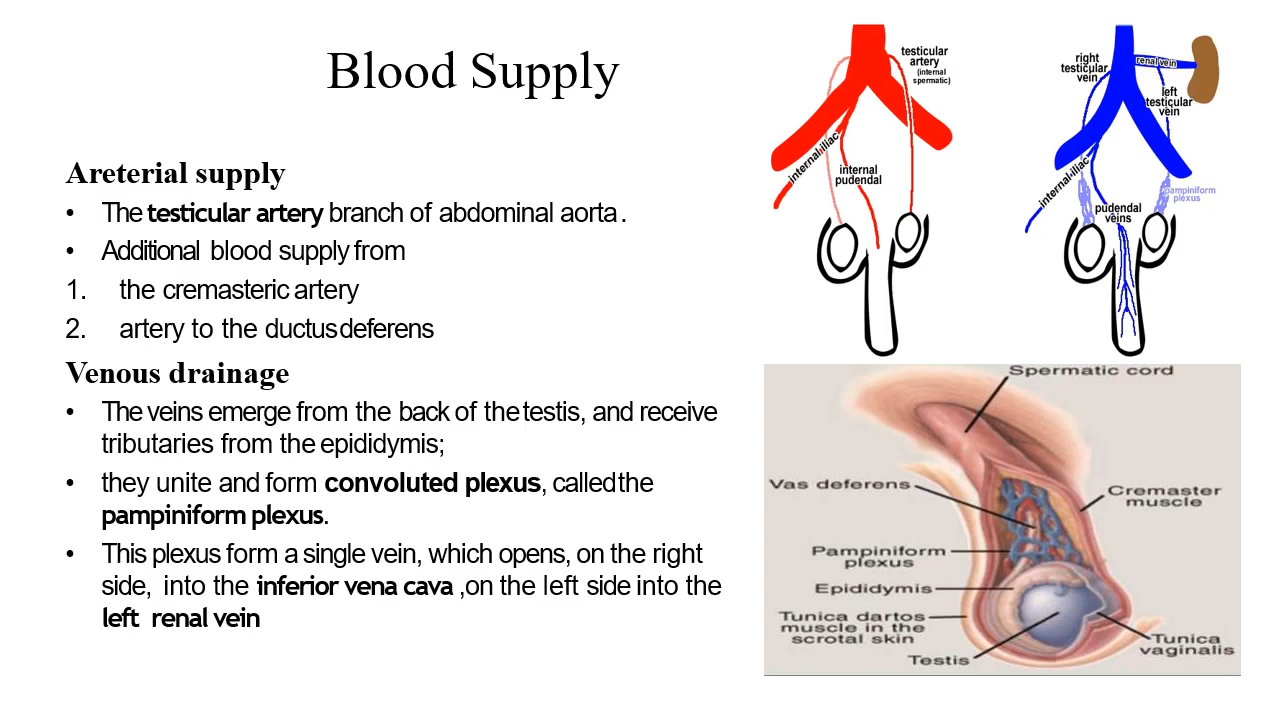 Blood Supply
Areterial supply
• The testicular artery branch of abdominal aorta .
• Additional blood supply from
1. the cremasteric artery
2. artery to the ductus deferens
Venous drainage
• The veins emerge from the back of the testis, and receive
tributaries from the epididymis;
• they unite and form convoluted plexus, called the
pampiniform plexus.
• This plexus form a single vein, which opens, on the right
side, into the inferior vena cava ,on the left side into the
left renal vein
testicular
artery
(internal
spermatic)
internal iliac
internal
pudendal
right
testicular
vein
renal vein
left
testicular
vein
internal iliac
pampiniform
plexus
pudendal
veins
Spermatic cord
Vas deferens
Cremaster
muscle
Pampiniform
plexus
Epididymis
Tunica dartos
muscle in the
scrotal skin
Testis
Tunica
vaginalis